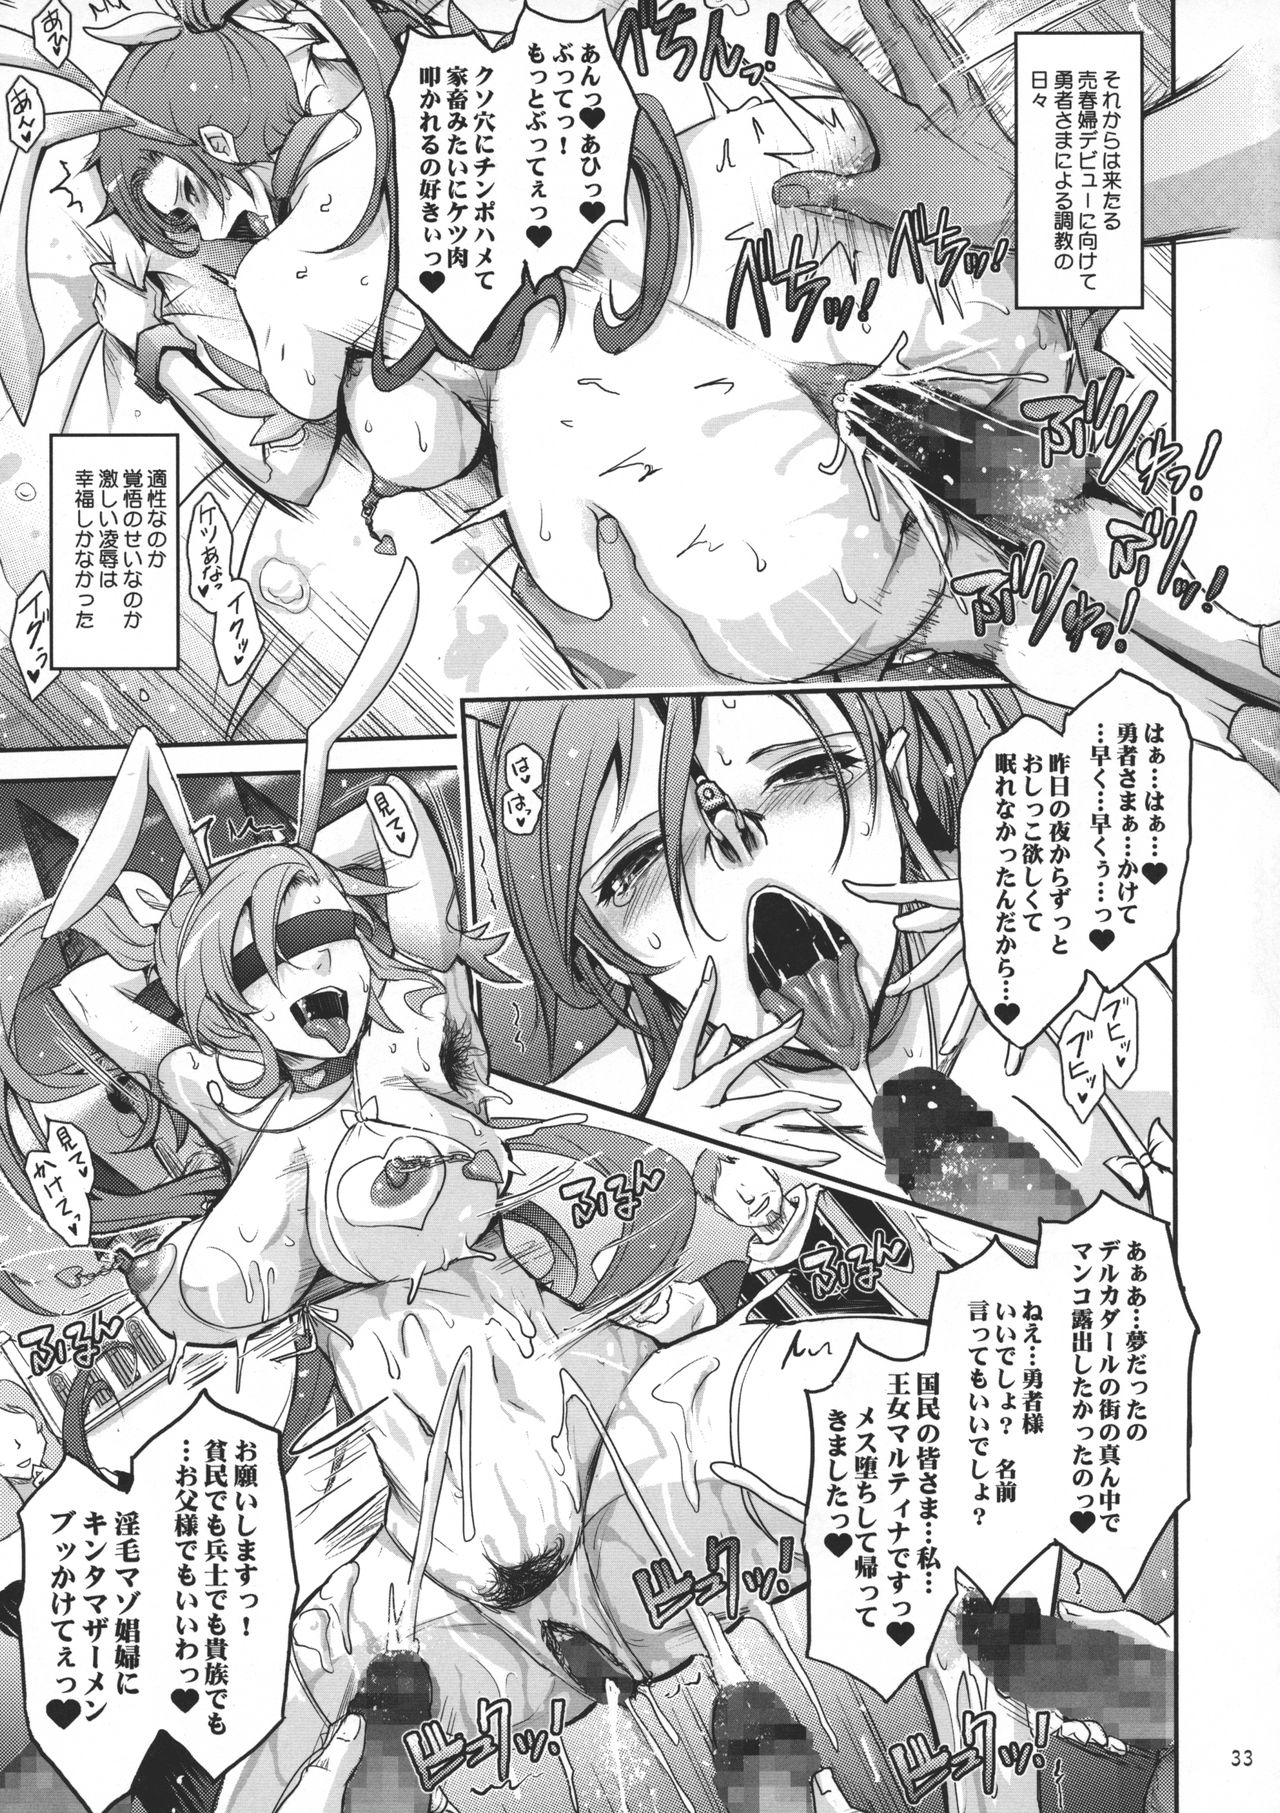 それからは来たる
売春婦デビューに向けて
勇者さまによる調教の
日々
べちんっ!
べちっ!
べちっ!
あんっ♥あひっ♥
ぶってっ!
もっとぶってぇっ♥
クソ穴にチンポハメて
家畜みたいにケツ肉
叩かれるの好きぃっ♥
あひっ♥
あんっ♥
ぶりゅっ!
ぶりゅっ!
ケツあなっ♥
イクッ♥
イグぅ♥
適性なのか
覚悟のせいなのか
激しい凌辱は
幸福しかなかった
はぁ…はぁ…♥
勇者さまぁ…かけて
…早く…早くぅ…っ♥
昨日の夜からずっと
おしっこ欲しくて
眠れなかったんだから…♥
はっ♥
はっ♥
ブヒッ♥
ブヒッ♥
あぁあ…夢だったの
デルカダールの街の真ん中で
マンコ露出したかったのっ♥
ねえ…勇者様
いいでしょ? 名前
言ってもいいでしょ?
国民の皆さま…私…
王女マルティナですっ♥
メス堕ちして帰って
きましたっ♥
見て♥
見て♥
かけてっ♥
ぶるん
ぶるん
ぶるん
お願いしますっ!
貧民でも兵士でも貴族でも
…お父様でもいいわっ♥
淫毛マゾ娼婦に
キンタマザーメン
ブッかけてぇっ♥
ビュクッ!
ビュクッ!
ビュクッ!
33